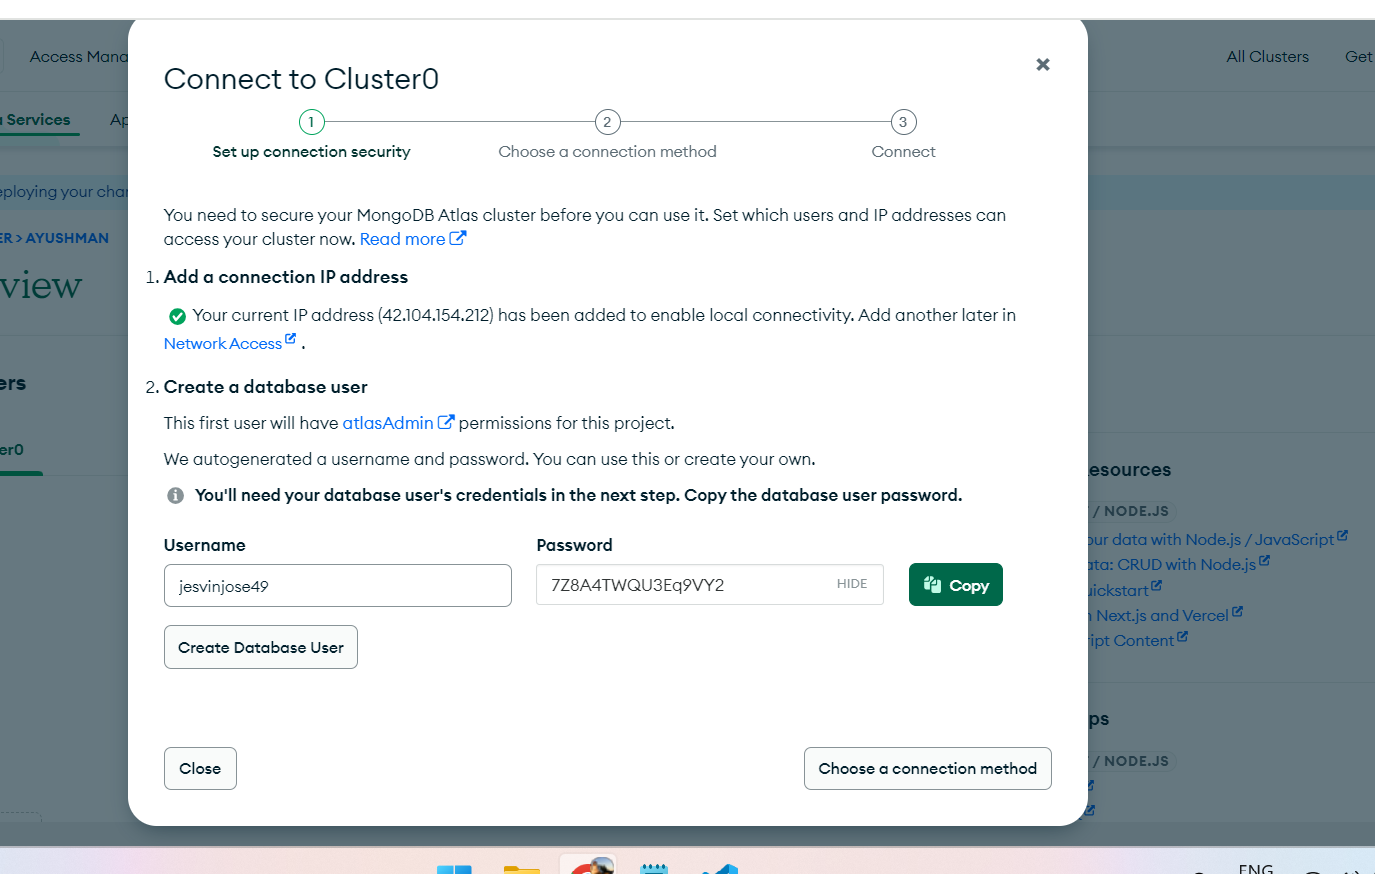 Access Mana
All Clusters
Get
Services
Ap
Connect to Cluster0
1
2
3
Set up connection security
Choose a connection method
Connect
eploying your char
ER > AYUSHMAN
view
You need to secure your MongoDB Atlas cluster before you can use it. Set which users and IP addresses can
access your cluster now. Read more
1. Add a connection IP address
Your current IP address (42.104.154.212) has been added to enable local connectivity. Add another later in
Network Access .
ers
2. Create a database user
This first user will have atlasAdmin permissions for this project.
er0
We autogenerated a username and password. You can use this or create your own.
You'll need your database user's credentials in the next step. Copy the database user password.
Username
Password
jesvinjose49
7Z8A4TWQU3Eq9VY2
HIDE
Copy
Create Database User
Close
Choose a connection method
esources
/ NODE.JS
our data with Node.js / JavaScript
ata: CRUD with Node.js
uickstart
Next.js and Vercel
ipt Content
ps
/ NODE.JS
ENG